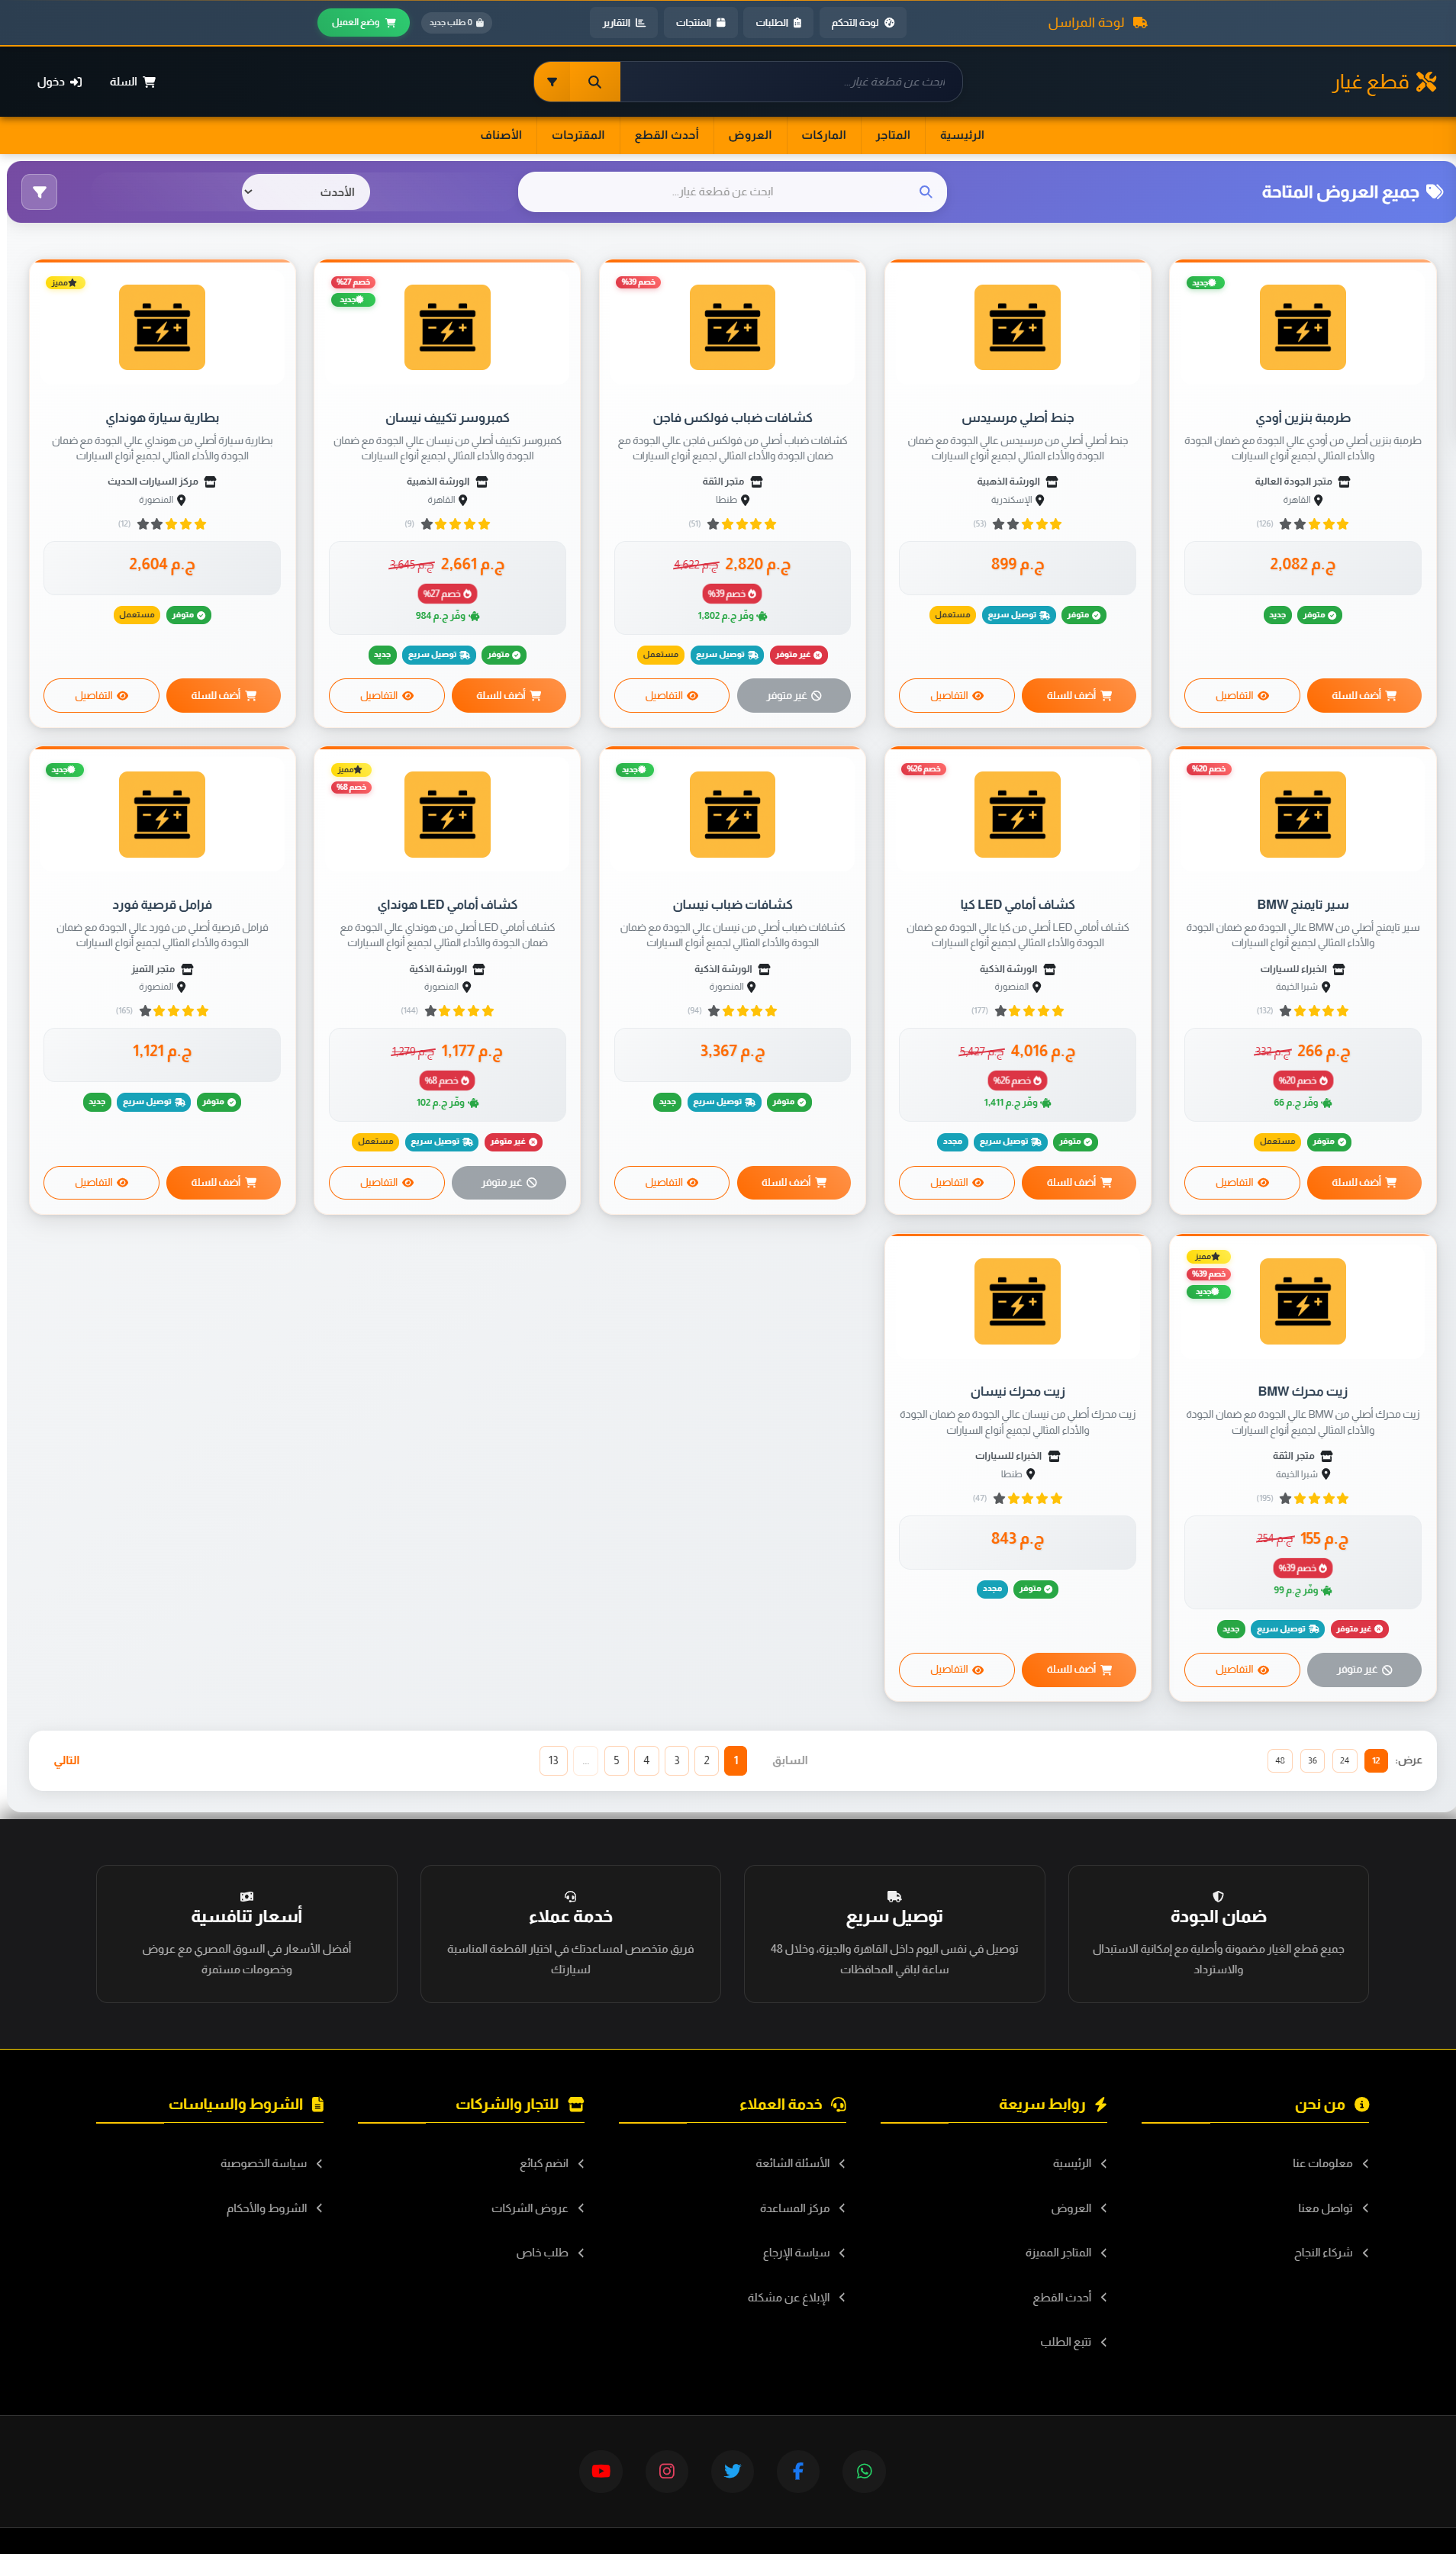 لوحة المراسل
لوحة التحكم
الطلبات
المنتجات
التقارير
0 طلب جديد
وضع العميل
قطع غيار
ابحث عن قطعة غيار...
السلة
دخول
الرئيسية
المتاجر
الماركات
العروض
أحدث القطع
المقترحات
الأصناف
جميع العروض المتاحة
ابحث عن قطعة غيار...
الأحدث
جديد
طرمبة بنزين أودي
طرمبة بنزين أصلي من أودي عالي الجودة مع ضمان الجودة
والأداء المثالي لجميع أنواع السيارات
متجر الجودة العالية
القاهرة
(126)
ج.م 2,082
متوفر
جديد
أضف للسلة
التفاصيل
جنط أصلي مرسيدس
جنط أصلي أصلي من مرسيدس عالي الجودة مع ضمان
الجودة والأداء المثالي لجميع أنواع السيارات
الورشة الذهبية
الإسكندرية
(53)
ج.م 899
متوفر
توصيل سريع
مستعمل
أضف للسلة
التفاصيل
خصم 39%
كشافات ضباب فولكس فاجن
كشافات ضباب أصلي من فولكس فاجن عالي الجودة مع
ضمان الجودة والأداء المثالي لجميع أنواع السيارات
متجر الثقة
طنطا
(51)
ج.م 2,820 ج.م 4,622
خصم 39%
وفّر ج.م 1,802
غير متوفر
توصيل سريع
مستعمل
غير متوفر
التفاصيل
خصم 27%
جديد
كمبروسر تكييف نيسان
كمبروسر تكييف أصلي من نيسان عالي الجودة مع ضمان
الجودة والأداء المثالي لجميع أنواع السيارات
الورشة الذهبية
القاهرة
(9)
ج.م 2,661 ج.م 3,645
خصم 27%
وفّر ج.م 984
متوفر
توصيل سريع
جديد
أضف للسلة
التفاصيل
مميز
بطارية سيارة هونداي
بطارية سيارة أصلي من هونداي عالي الجودة مع ضمان
الجودة والأداء المثالي لجميع أنواع السيارات
مركز السيارات الحديث
المنصورة
(12)
ج.م 2,604
متوفر
مستعمل
أضف للسلة
التفاصيل
خصم 20%
سير تايمنج BMW
سير تايمنج أصلي من BMW عالي الجودة مع ضمان الجودة
والأداء المثالي لجميع أنواع السيارات
الخبراء للسيارات
شبرا الخيمة
(132)
ج.م 266 ج.م 332
خصم 20%
وفّر ج.م 66
متوفر
مستعمل
أضف للسلة
التفاصيل
خصم 26%
كشاف أمامي LED كيا
كشاف أمامي LED أصلي من كيا عالي الجودة مع ضمان
الجودة والأداء المثالي لجميع أنواع السيارات
الورشة الذكية
المنصورة
(177)
ج.م 4,016 ج.م 5,427
خصم 26%
وفّر ج.م 1,411
متوفر
توصيل سريع
مجدد
أضف للسلة
التفاصيل
جديد
كشافات ضباب نيسان
كشافات ضباب أصلي من نيسان عالي الجودة مع ضمان
الجودة والأداء المثالي لجميع أنواع السيارات
الورشة الذكية
المنصورة
(94)
ج.م 3,367
متوفر
توصيل سريع
جديد
أضف للسلة
التفاصيل
مميز
خصم 8%
كشاف أمامي LED هونداي
كشاف أمامي LED أصلي من هونداي عالي الجودة مع
ضمان الجودة والأداء المثالي لجميع أنواع السيارات
الورشة الذكية
المنصورة
(144)
ج.م 1,177 ج.م 1,279
خصم 8%
وفّر ج.م 102
غير متوفر
توصيل سريع
مستعمل
غير متوفر
التفاصيل
جديد
فرامل قرصية فورد
فرامل قرصية أصلي من فورد عالي الجودة مع ضمان
الجودة والأداء المثالي لجميع أنواع السيارات
متجر التميز
المنصورة
(165)
ج.م 1,121
متوفر
توصيل سريع
جديد
أضف للسلة
التفاصيل
مميز
خصم 39%
جديد
زيت محرك BMW
زيت محرك أصلي من BMW عالي الجودة مع ضمان الجودة
والأداء المثالي لجميع أنواع السيارات
متجر الثقة
شبرا الخيمة
(195)
ج.م 155 ج.م 254
خصم 39%
وفّر ج.م 99
غير متوفر
توصيل سريع
جديد
غير متوفر
التفاصيل
زيت محرك نيسان
زيت محرك أصلي من نيسان عالي الجودة مع ضمان الجودة
والأداء المثالي لجميع أنواع السيارات
الخبراء للسيارات
طنطا
(47)
ج.م 843
متوفر
مجدد
أضف للسلة
التفاصيل
عرض: 12 24 36 48
السابق 1 2 3 4 5 ... 13 التالي
ضمان الجودة
جميع قطع الغيار مضمونة وأصلية مع إمكانية الاستبدال
والاسترداد
توصيل سريع
توصيل في نفس اليوم داخل القاهرة والجيزة، وخلال 48
ساعة لباقي المحافظات
خدمة عملاء
فريق متخصص لمساعدتك في اختيار القطعة المناسبة
لسيارتك
أسعار تنافسية
أفضل الأسعار في السوق المصري مع عروض
وخصومات مستمرة
من نحن
معلومات عنا
تواصل معنا
شركاء النجاح
روابط سريعة
الرئيسية
العروض
المتاجر المميزة
أحدث القطع
تتبع الطلب
خدمة العملاء
الأسئلة الشائعة
مركز المساعدة
سياسة الإرجاع
الإبلاغ عن مشكلة
للتجار والشركات
انضم كبائع
عروض الشركات
طلب خاص
الشروط والسياسات
سياسة الخصوصية
الشروط والأحكام